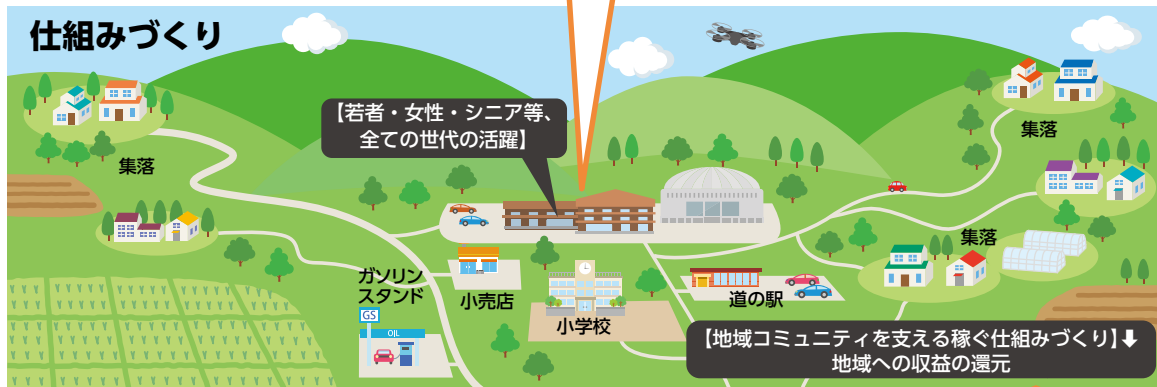 仕組みづくり
【若者・女性・シニア等、
全ての世代の活躍】
集落
集落
集落
ガソリン
スタンド
GS
OIL
小売店
小学校
道の駅
【地域コミュニティを支える稼ぐ仕組みづくり】⬇
地域への収益の還元